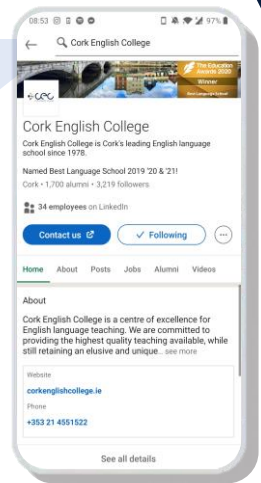 08:53
97%
Cork English College
The Education
Awards 2020
Winner
Best Language School
CEC
Cork English College
Cork English College is Cork's leading English language
school since 1978.
Named Best Language School 2019 '20 & '21!
Cork • 1,700 alumni • 3,219 followers
34 employees on LinkedIn
Contact us
Following
Home About Posts Jobs Alumni Videos
About
Cork English College is a centre of excellence for
English language teaching. We are committed to
providing the highest quality teaching available, while
still retaining an elusive and unique... see more
Website
corkenglishcollege.ie
Phone
+353 21 4551522
See all details